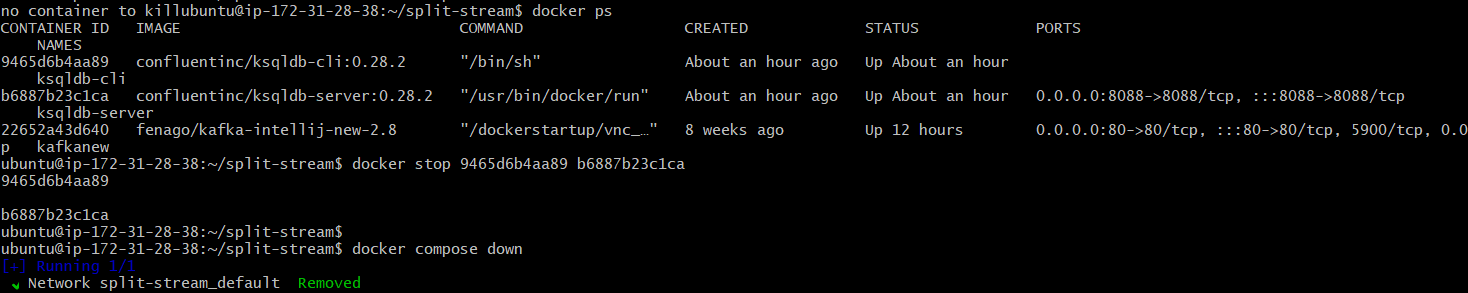 no container to killubuntu@ip-172-31-28-38:~/split-stream$ docker ps
CONTAINER ID   IMAGE                             COMMAND                  CREATED             STATUS             PORTS
    NAMES
9465d6b4aa89   confluentinc/ksqldb-cli:0.28.2      "/bin/sh"                About an hour ago   Up About an hour
    ksqldb-cli
b6887b23c1ca   confluentinc/ksqldb-server:0.28.2   "/usr/bin/docker/run"    About an hour ago   Up About an hour   0.0.0.0:8088->8088/tcp, :::8088->8088/tcp
    ksqldb-server
22652a43d640   fenago/kafka-intellij-new-2.8       "/dockerstartup/vnc_…"   8 weeks ago         Up 12 hours        0.0.0.0:80->80/tcp, :::80->80/tcp, 5900/tcp, 0.0
p   kafkanew
ubuntu@ip-172-31-28-38:~/split-stream$ docker stop 9465d6b4aa89 b6887b23c1ca
9465d6b4aa89
b6887b23c1ca
ubuntu@ip-172-31-28-38:~/split-stream$
ubuntu@ip-172-31-28-38:~/split-stream$ docker compose down
[+] Running 1/1
 ✔ Network split-stream_default  Removed